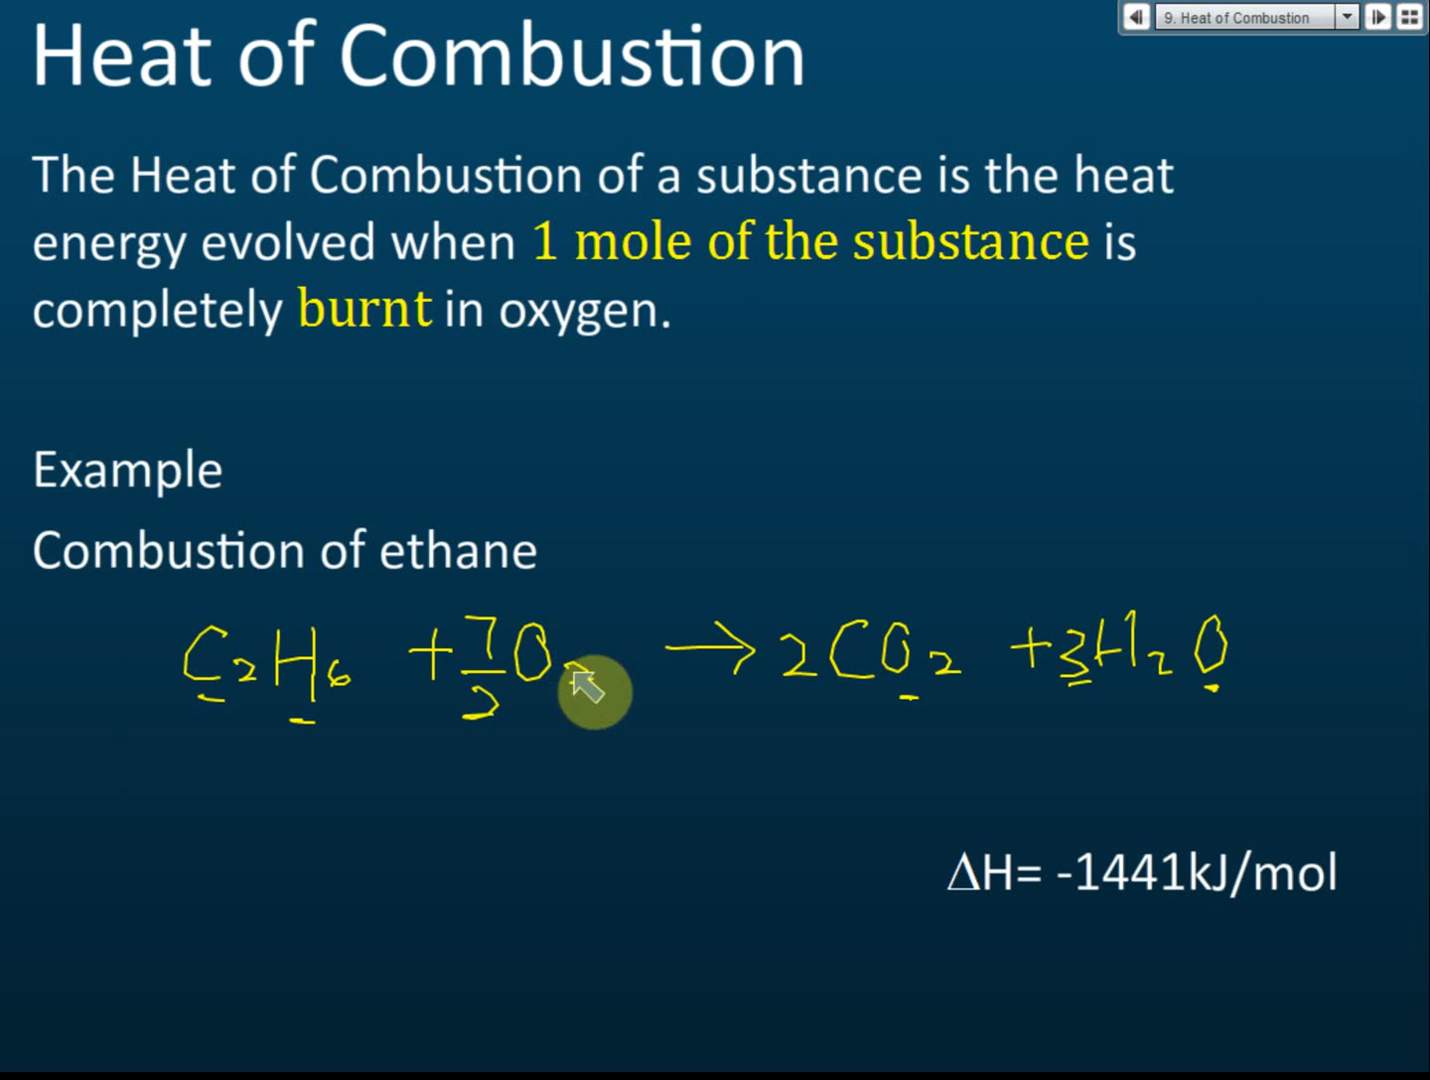 9. Heat of Combustion
Heat of Combustion
The Heat of Combustion of a substance is the heat
energy evolved when 1 mole of the substance is
completely burnt in oxygen.
Example
Combustion of ethane
C₂H₆ + 7/2 O₂ → 2CO₂ + 3H₂O
ΔH= -1441kJ/mol